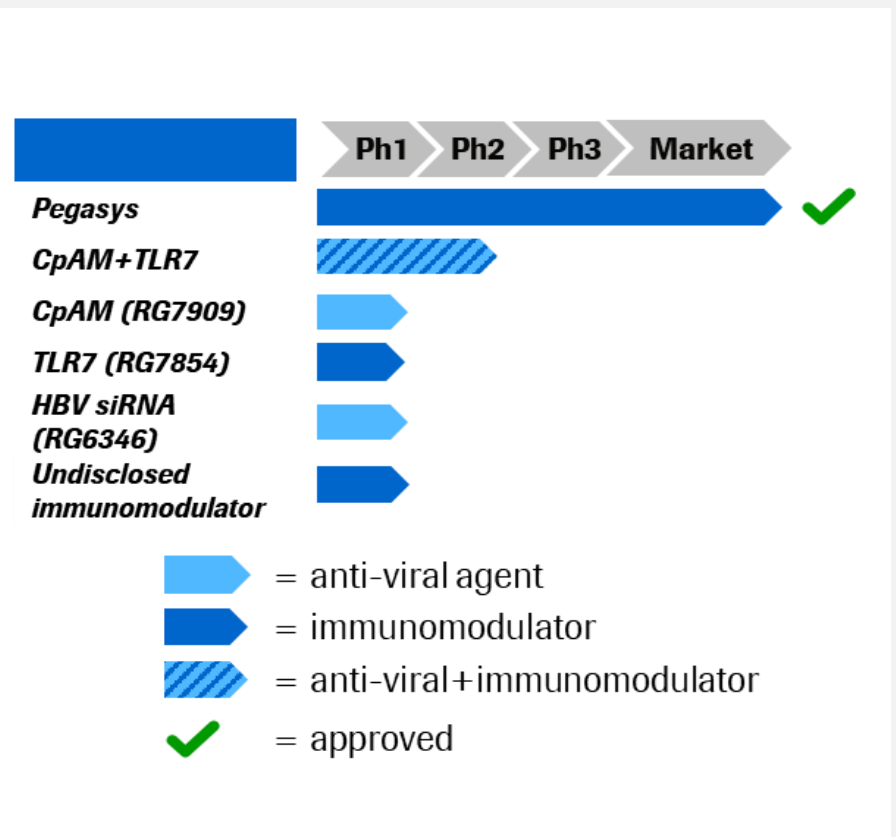 Ph1 Ph2 Ph3 Market
Pegasys
CpAM+TLR7
CpAM (RG7909)
TLR7 (RG7854)
HBV siRNA
(RG6346)
Undisclosed
immunomodulator
= anti-viral agent
= immunomodulator
= anti-viral+immunomodulator
= approved